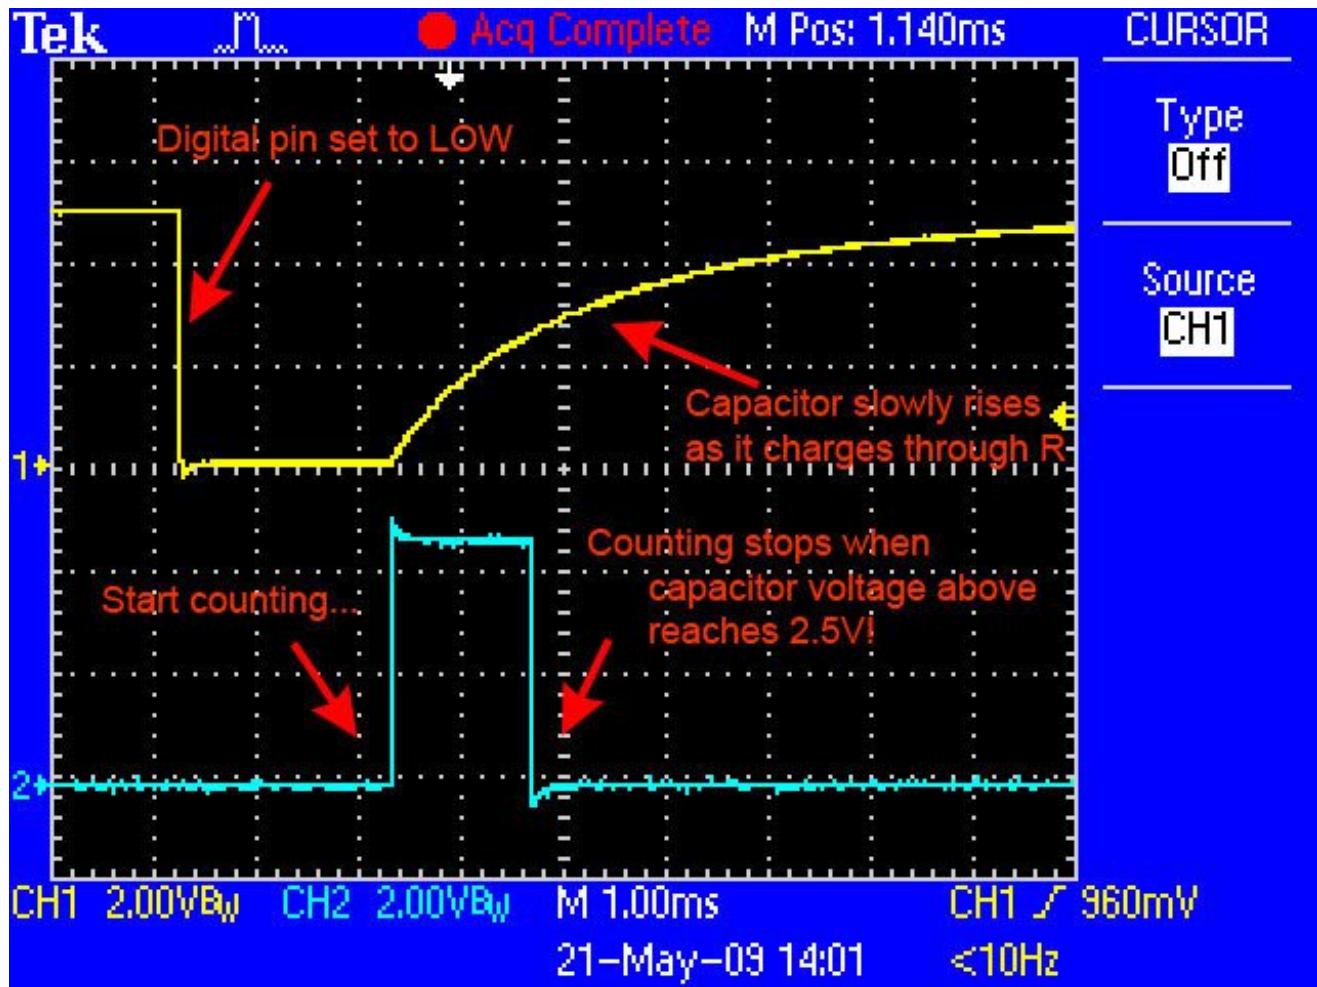 Tek Acq Complete M Pos: 1.140ms CURSOR
Type
Off
Source
CH1
Digital pin set to LOW
Capacitor slowly rises
as it charges through R
1
Start counting...
Counting stops when
capacitor voltage above
reaches 2.5V!
2
CH1 2.00VBW CH2 2.00VBW M 1.00ms CH1 960mV
21-May-09 14:01 <10Hz